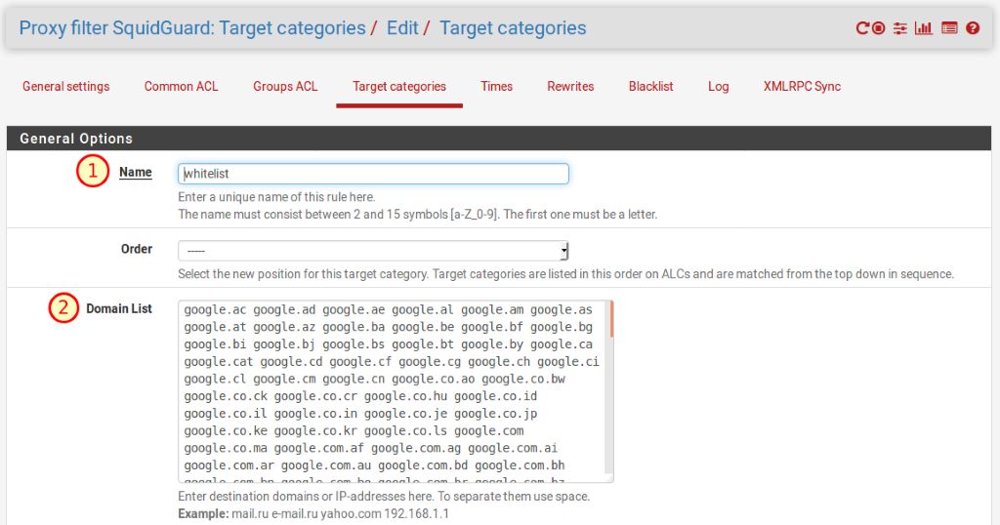 Proxy filter SquidGuard: Target categories / Edit / Target categories
General settings Common ACL Groups ACL Target categories Times Rewrites Blacklist Log XMLRPC Sync
General Options
1 Name whitelist
Enter a unique name of this rule here.
The name must consist between 2 and 15 symbols [a-Z_0-9]. The first one must be a letter.
Order -----
Select the new position for this target category. Target categories are listed in this order on ALCs and are matched from the top down in sequence.
2 Domain List google.ac google.ad google.ae google.al google.am google.as
google.at google.az google.ba google.be google.bf google.bg
google.bi google.bj google.bs google.bt google.by google.ca
google.cat google.cd google.cf google.cg google.ch google.ci
google.cl google.cm google.cn google.co.ao google.co.bw
google.co.ck google.co.cr google.co.hu google.co.id
google.co.il google.co.in google.co.je google.co.jp
google.co.ke google.co.kr google.co.ls google.com
google.co.ma google.com.af google.com.ag google.com.ai
google.com.ar google.com.au google.com.bd google.com.bh
Enter destination domains or IP-addresses here. To separate them use space.
Example: mail.ru e-mail.ru yahoo.com 192.168.1.1